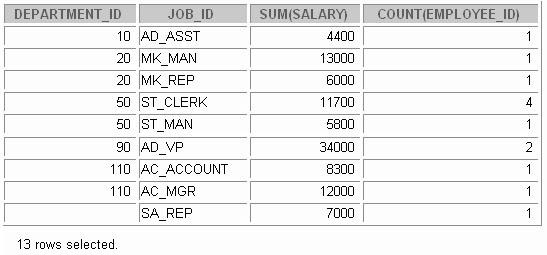 DEPARTMENT_ID JOB_ID SUM(SALARY) COUNT(EMPLOYEE_ID)
10 AD_ASST 4400 1
20 MK_MAN 13000 1
20 MK_REP 6000 1
50 ST_CLERK 11700 4
50 ST_MAN 5800 1
90 AD_VP 34000 2
110 AC_ACCOUNT 8300 1
110 AC_MGR 12000 1
SA_REP 7000 1
13 rows selected.